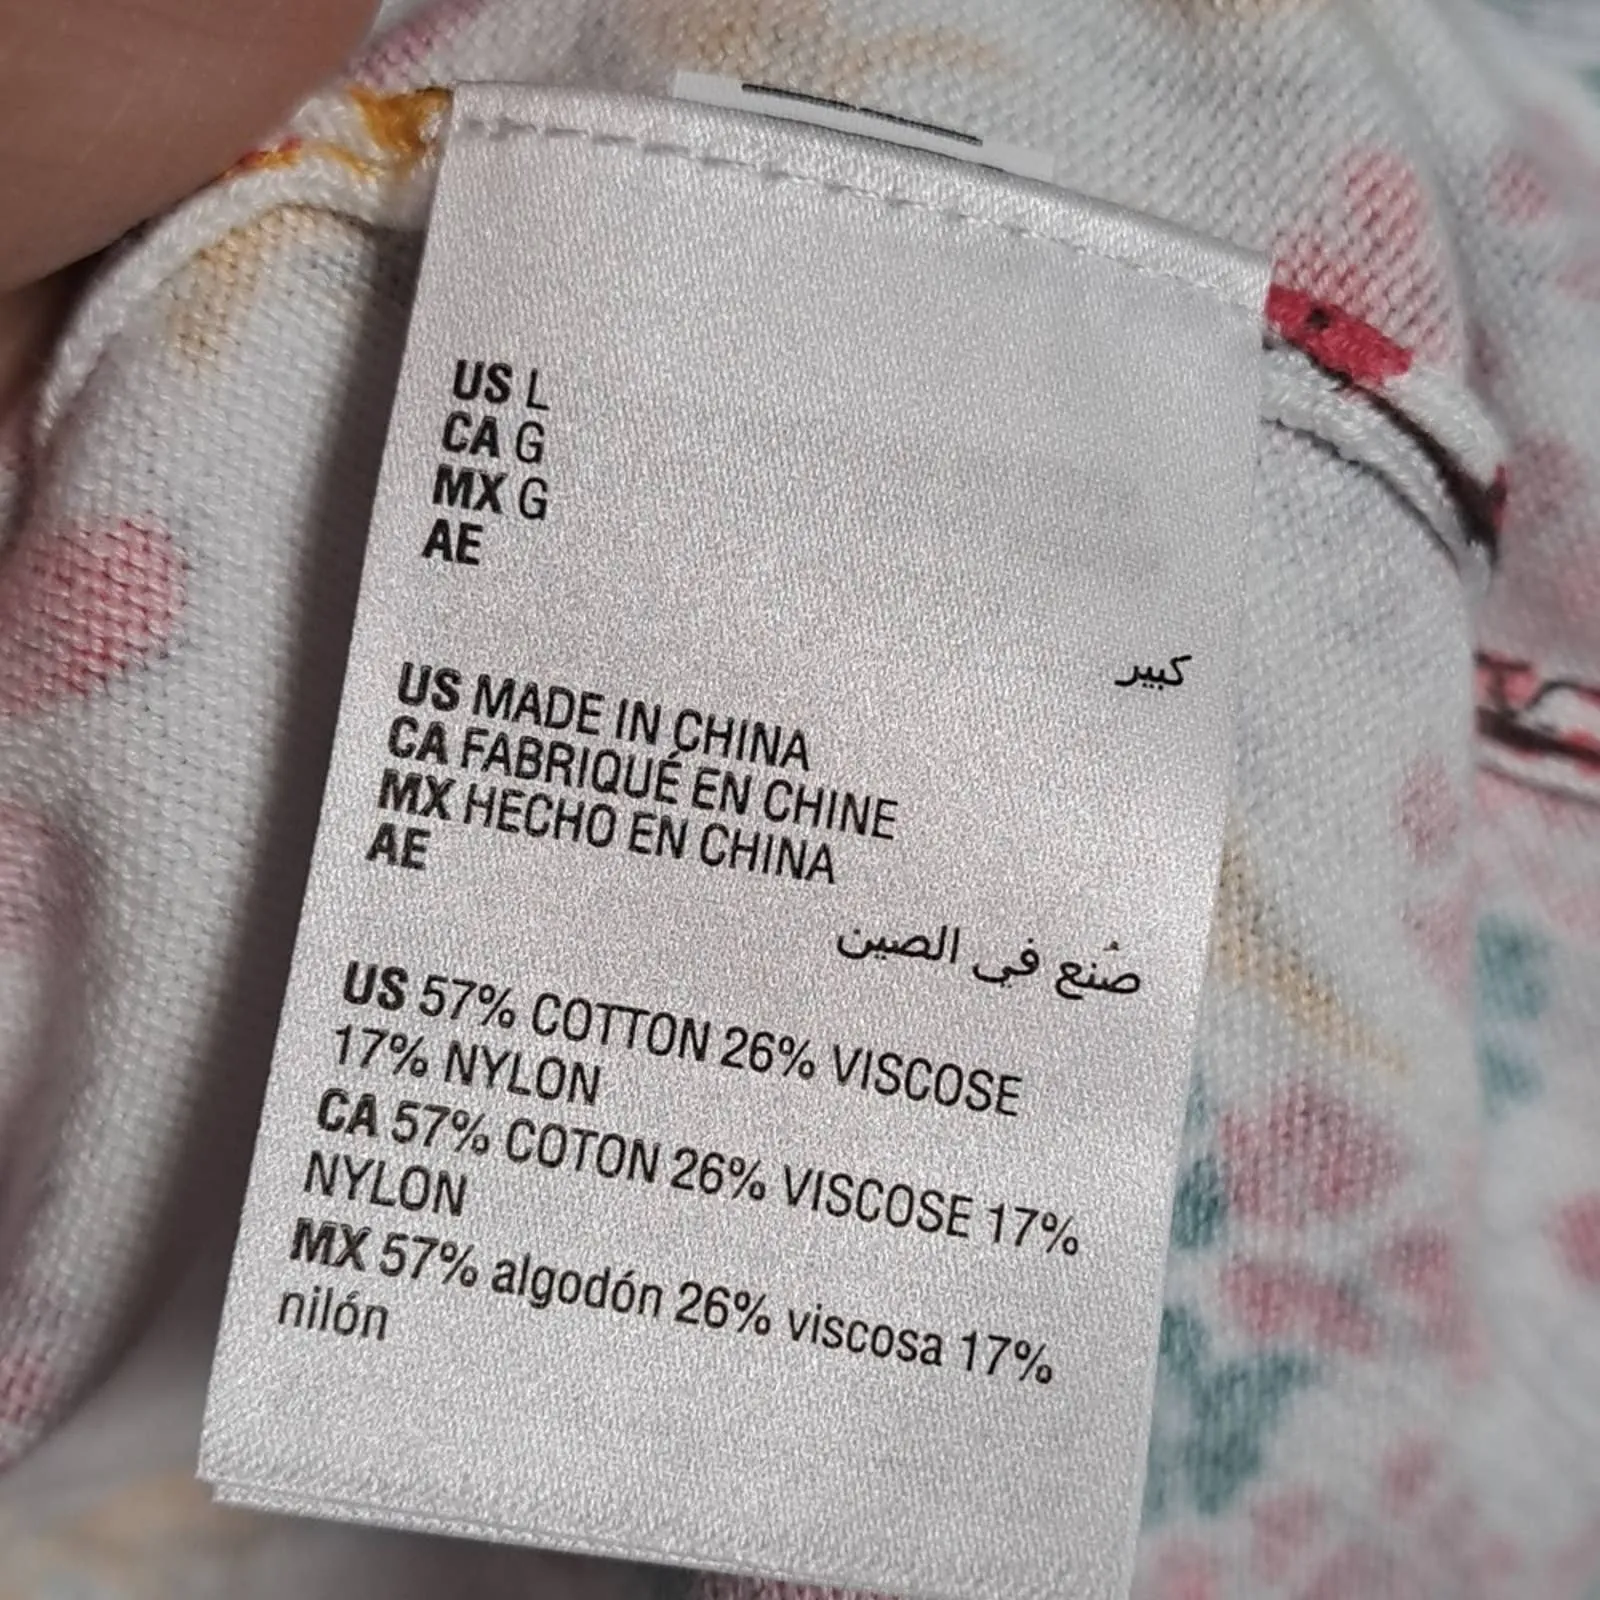 US L
CA G
MX G
AE
كبير
US MADE IN CHINA
CA FABRIQUÉ EN CHINE
MX HECHO EN CHINA
AE
صُنع في الصين
US 57% COTTON 26% VISCOSE
17% NYLON
CA 57% COTON 26% VISCOSE 17%
NYLON
MX 57% algodón 26% viscosa 17%
nilón